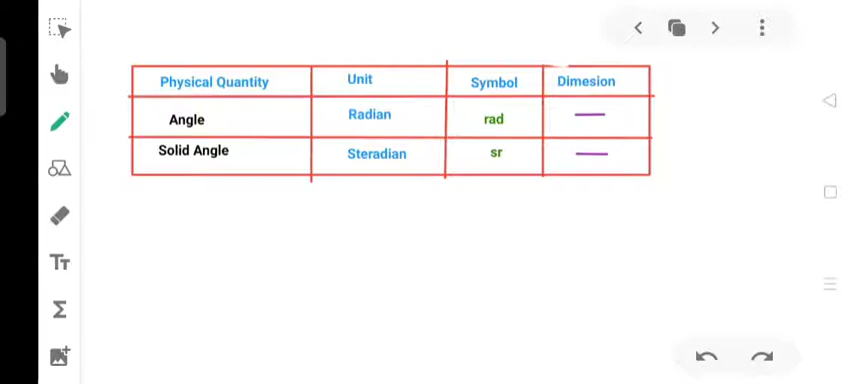 Physical Quantity Unit Symbol Dimesion
Angle Radian rad —
Solid Angle Steradian sr —